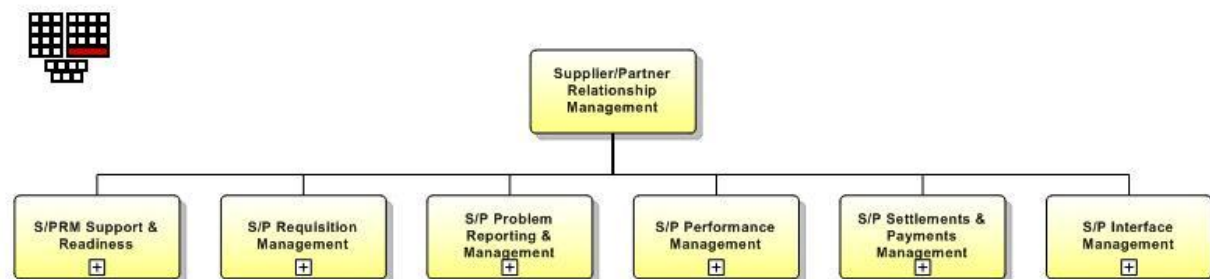 Supplier/Partner
Relationship
Management
S/PRM Support &
Readiness
S/P Requisition
Management
S/P Problem
Reporting &
Management
S/P Performance
Management
S/P Settlements &
Payments
Management
S/P Interface
Management